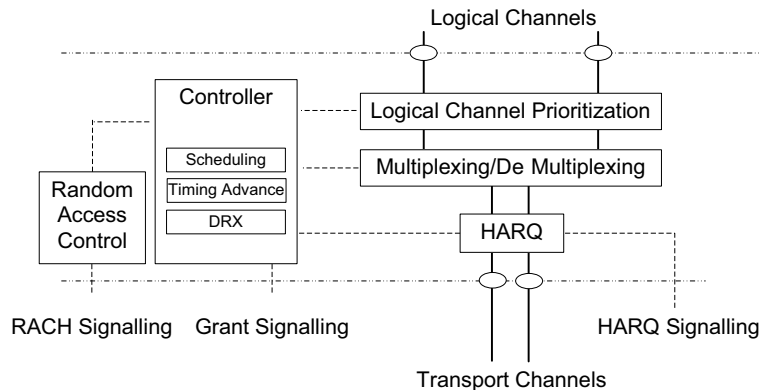 Logical Channels
Controller
Logical Channel Prioritization
Scheduling
Multiplexing/De Multiplexing
Timing Advance
Random
Access
Control
DRX
HARQ
RACH Signalling
Grant Signalling
HARQ Signalling
Transport Channels